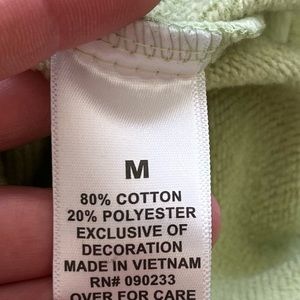 M
80% COTTON
20% POLYESTER
EXCLUSIVE OF
DECORATION
MADE IN VIETNAM
RN# 090233
OVER FOR CARE